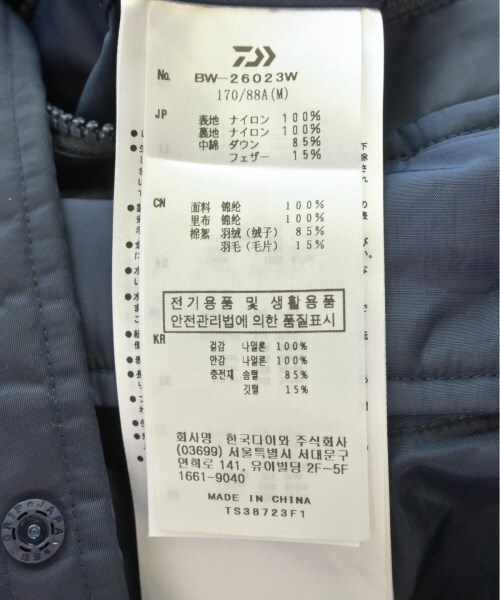 No. BW-26023W
170/88A(M)
JP 表地 ナイロン 100%
裏地 ナイロン 100%
中綿 ダウン 85%
フェザー 15%
CN 面料 锦纶 100%
里布 锦纶 100%
棉絮 羽绒(绒子) 85%
羽毛(毛片) 15%
전기용품 및 생활용품
안전관리법에 의한 품질표시
KR 겉감 나일론 100%
안감 나일론 100%
충전재 솜털 85%
깃털 15%
회사명 한국다이와 주식회사
(03699) 서울특별시 서대문구
연희로 141, 유이빌딩 2F~5F
1661-9040
MADE IN CHINA
TS38723F1